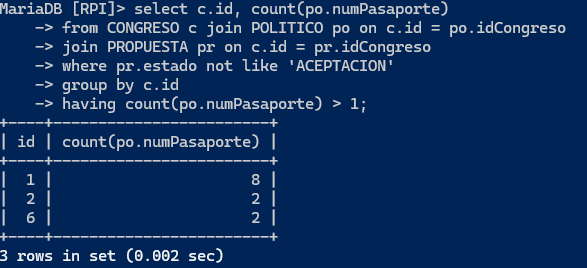 MariaDB [RPI]> select c.id, count(po.numPasaporte)
    -> from CONGRESO c join POLITICO po on c.id = po.idCongreso
    -> join PROPUESTA pr on c.id = pr.idCongreso
    -> where pr.estado not like 'ACEPTACION'
    -> group by c.id
    -> having count(po.numPasaporte) > 1;
+----+------------------------+
| id | count(po.numPasaporte) |
+----+------------------------+
|  1 |                      8 |
|  2 |                      2 |
|  6 |                      2 |
+----+------------------------+
3 rows in set (0.002 sec)